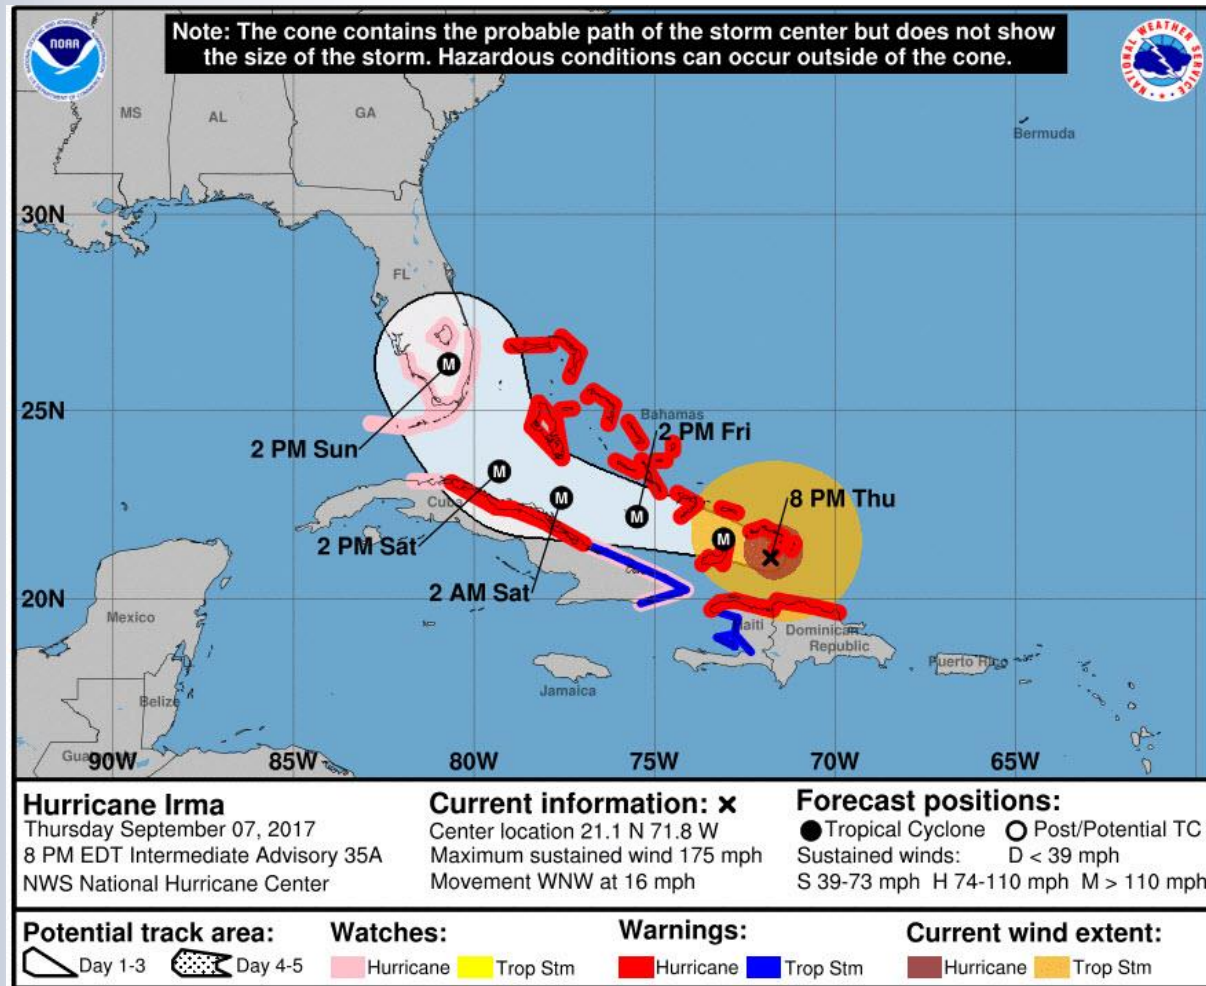 Note: The cone contains the probable path of the storm center but does not show
the size of the storm. Hazardous conditions can occur outside of the cone.
NOAA
NATIONAL WEATHER SERVICE
MS
AL
GA
Bermuda
30N
FL
25N
Bahamas
2 PM Fri
2 PM Sun
8 PM Thu
M
M
M
M
M
Cuba
2 PM Sat
2 AM Sat
20N
Mexico
Haiti
Dominican
Republic
Puerto Rico
Jamaica
Belize
90W
85W
80W
75W
70W
65W
Hurricane Irma
Thursday September 07, 2017
8 PM EDT Intermediate Advisory 35A
NWS National Hurricane Center
Current information: ×
Center location 21.1 N 71.8 W
Maximum sustained wind 175 mph
Movement WNW at 16 mph
Forecast positions:
● Tropical Cyclone ○ Post/Potential TC
Sustained winds: D < 39 mph
S 39-73 mph H 74-110 mph M > 110 mph
Potential track area:
Day 1-3 Day 4-5
Watches:
Hurricane Trop Stm
Warnings:
Hurricane Trop Stm
Current wind extent:
Hurricane Trop Stm